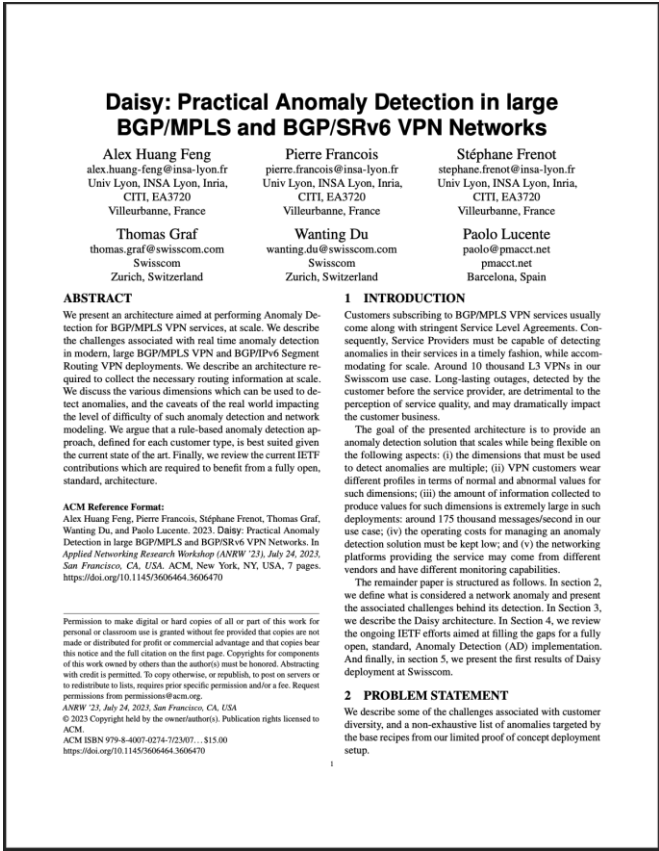 Daisy: Practical Anomaly Detection in large
BGP/MPLS and BGP/SRv6 VPN Networks
Alex Huang Feng
alex.huang-feng@insa-lyon.fr
Univ Lyon, INSA Lyon, Inria,
CITI, EA3720
Villeurbanne, France
Pierre Francois
pierre.francois@insa-lyon.fr
Univ Lyon, INSA Lyon, Inria,
CITI, EA3720
Villeurbanne, France
Stéphane Frenot
stephane.frenot@insa-lyon.fr
Univ Lyon, INSA Lyon, Inria,
CITI, EA3720
Villeurbanne, France
Thomas Graf
thomas.graf@swisscom.com
Swisscom
Zurich, Switzerland
Wanting Du
wanting.du@swisscom.com
Swisscom
Zurich, Switzerland
Paolo Lucente
paolo@pmacct.net
pmacct.net
Barcelona, Spain
ABSTRACT
We present an architecture aimed at performing Anomaly De-
tection for BGP/MPLS VPN services, at scale. We describe
the challenges associated with real time anomaly detection
in modern, large BGP/MPLS VPN and BGP/IPv6 Segment
Routing VPN deployments. We describe an architecture re-
quired to collect the necessary routing information at scale.
We discuss the various dimensions which can be used to de-
tect anomalies, and the caveats of the real world impacting
the level of difficulty of such anomaly detection and network
modeling. We argue that a rule-based anomaly detection ap-
proach, defined for each customer type, is best suited given
the current state of the art. Finally, we review the current IETF
contributions which are required to benefit from a fully open,
standard, architecture.
ACM Reference Format:
Alex Huang Feng, Pierre Francois, Stéphane Frenot, Thomas Graf,
Wanting Du, and Paolo Lucente. 2023. Daisy: Practical Anomaly
Detection in large BGP/MPLS and BGP/SRv6 VPN Networks. In
Applied Networking Research Workshop (ANRW '23), July 24, 2023,
San Francisco, CA, USA. ACM, New York, NY, USA, 7 pages.
https://doi.org/10.1145/3606464.3606470
Permission to make digital or hard copies of all or part of this work for
personal or classroom use is granted without fee provided that copies are not
made or distributed for profit or commercial advantage and that copies bear
this notice and the full citation on the first page. Copyrights for components
of this work owned by others than the author(s) must be honored. Abstracting
with credit is permitted. To copy otherwise, or republish, to post on servers or
to redistribute to lists, requires prior specific permission and/or a fee. Request
permissions from permissions@acm.org.
ANRW '23, July 24, 2023, San Francisco, CA, USA
© 2023 Copyright held by the owner/author(s). Publication rights licensed to
ACM.
ACM ISBN 979-8-4007-0274-7/23/07…$15.00
https://doi.org/10.1145/3606464.3606470
1 INTRODUCTION
Customers subscribing to BGP/MPLS VPN services usually
come along with stringent Service Level Agreements. Con-
sequently, Service Providers must be capable of detecting
anomalies in their services in a timely fashion, while accom-
modating for scale. Around 10 thousand L3 VPNs in our
Swisscom use case. Long-lasting outages, detected by the
customer before the service provider, are detrimental to the
perception of service quality, and may dramatically impact
the customer business.
The goal of the presented architecture is to provide an
anomaly detection solution that scales while being flexible on
the following aspects: (i) the dimensions that must be used
to detect anomalies are multiple; (ii) VPN customers wear
different profiles in terms of normal and abnormal values for
such dimensions; (iii) the amount of information collected to
produce values for such dimensions is extremely large in such
deployments: around 175 thousand messages/second in our
use case; (iv) the operating costs for managing an anomaly
detection solution must be kept low; and (v) the networking
platforms providing the service may come from different
vendors and have different monitoring capabilities.
The remainder paper is structured as follows. In section 2,
we define what is considered a network anomaly and present
the associated challenges behind its detection. In Section 3,
we describe the Daisy architecture. In Section 4, we review
the ongoing IETF efforts aimed at filling the gaps for a fully
open, standard, Anomaly Detection (AD) implementation.
And finally, in section 5, we present the first results of Daisy
deployment at Swisscom.
2 PROBLEM STATEMENT
We describe some of the challenges associated with customer
diversity, and a non-exhaustive list of anomalies targeted by
the base recipes from our limited proof of concept deployment
setup.
1